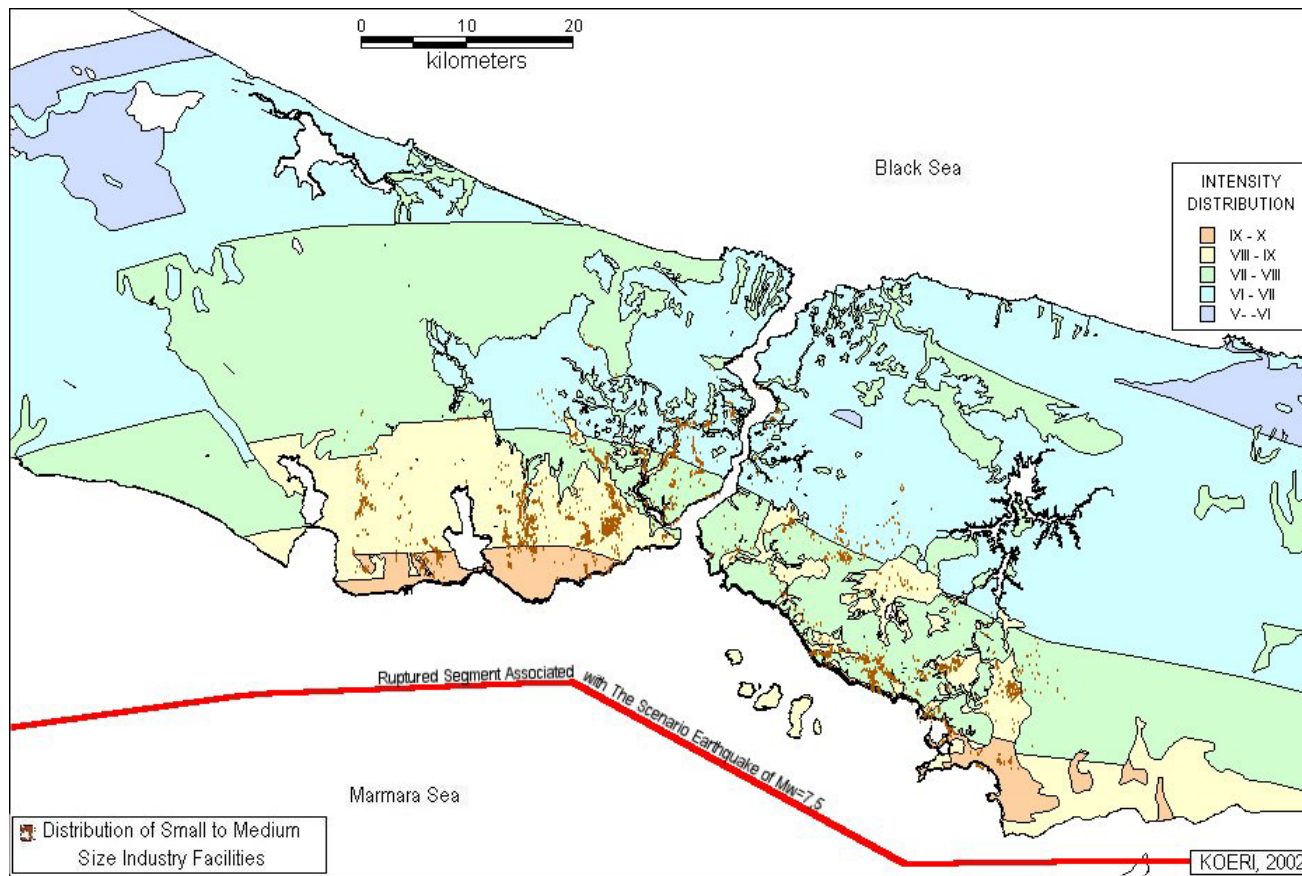 0 10 20
kilometers
Black Sea
INTENSITY
DISTRIBUTION
IX - X
VIII - IX
VII - VIII
VI - VII
V- -VI
Ruptured Segment Associated with The Scenario Earthquake of Mw=7,5
Marmara Sea
Distribution of Small to Medium
Size Industry Facilities
KOERI, 2002